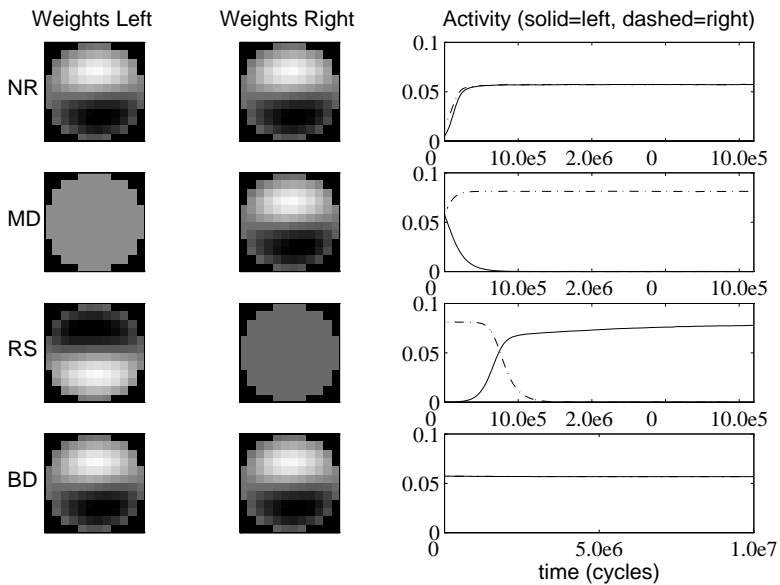 Weights Left Weights Right Activity (solid=left, dashed=right)
NR
0.1
0.05
0
0 10.0e5 2.0e6 0 10.0e5
MD
0.1
0.05
0
0 10.0e5 2.0e6 0 10.0e5
RS
0.1
0.05
0
0 10.0e5 2.0e6 0 10.0e5
BD
0.1
0.05
0
0 5.0e6 1.0e7
time (cycles)